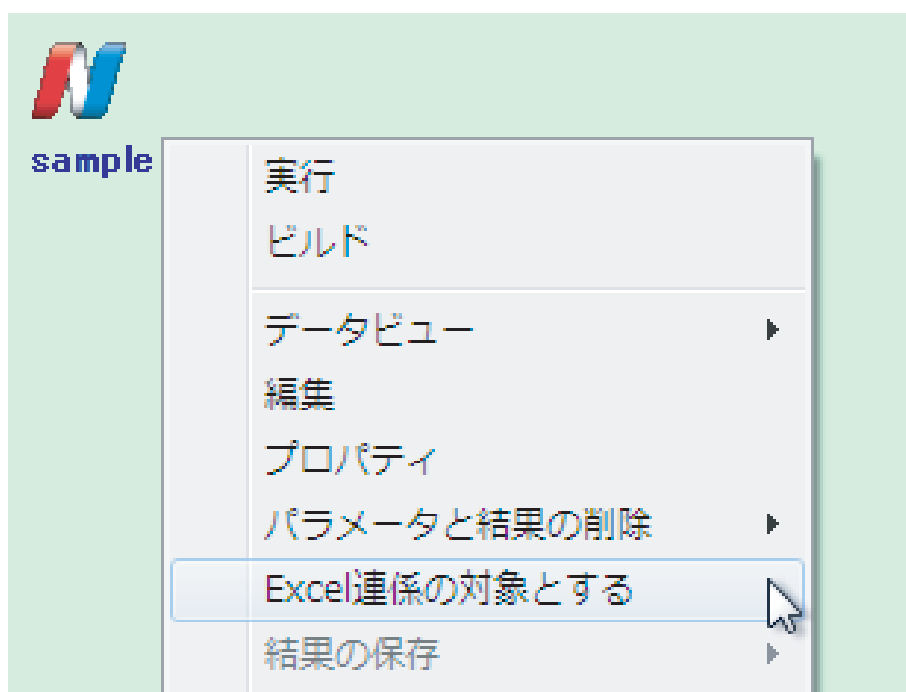 sample
実行
ビルド
データビュー
編集
プロパティ
パラメータと結果の削除
Excel連係の対象とする
結果の保存